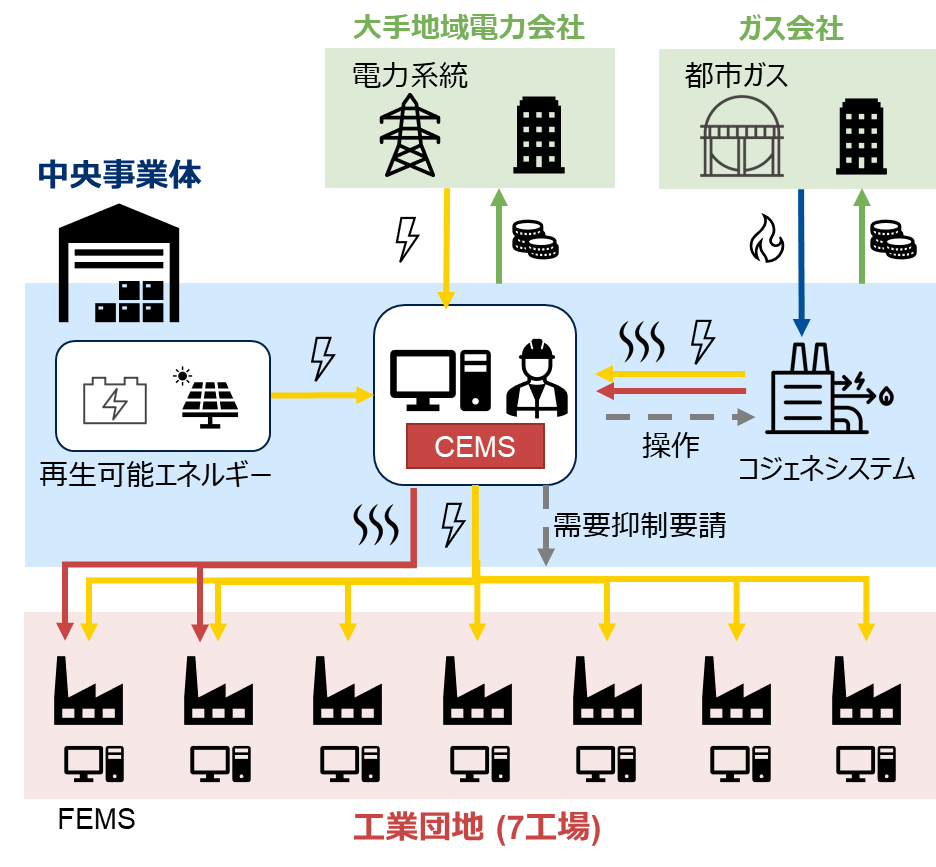 大手地域電力会社
ガス会社
電力系統
都市ガス
中央事業体
CEMS
操作
再生可能エネルギー
コジェネシステム
需要抑制要請
FEMS
工業団地 (7工場)